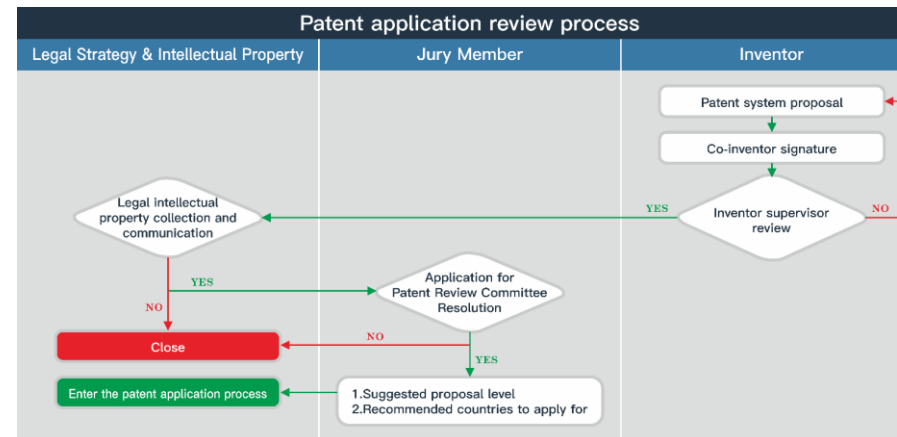 Patent application review process
Legal Strategy & Intellectual Property
Jury Member
Inventor
Patent system proposal
Co-inventor signature
Inventor supervisor
review
YES
NO
Legal intellectual
property collection and
communication
YES
NO
Application for
Patent Review Committee
Resolution
NO
YES
Close
1.Suggested proposal level
2.Recommended countries to apply for
Enter the patent application process